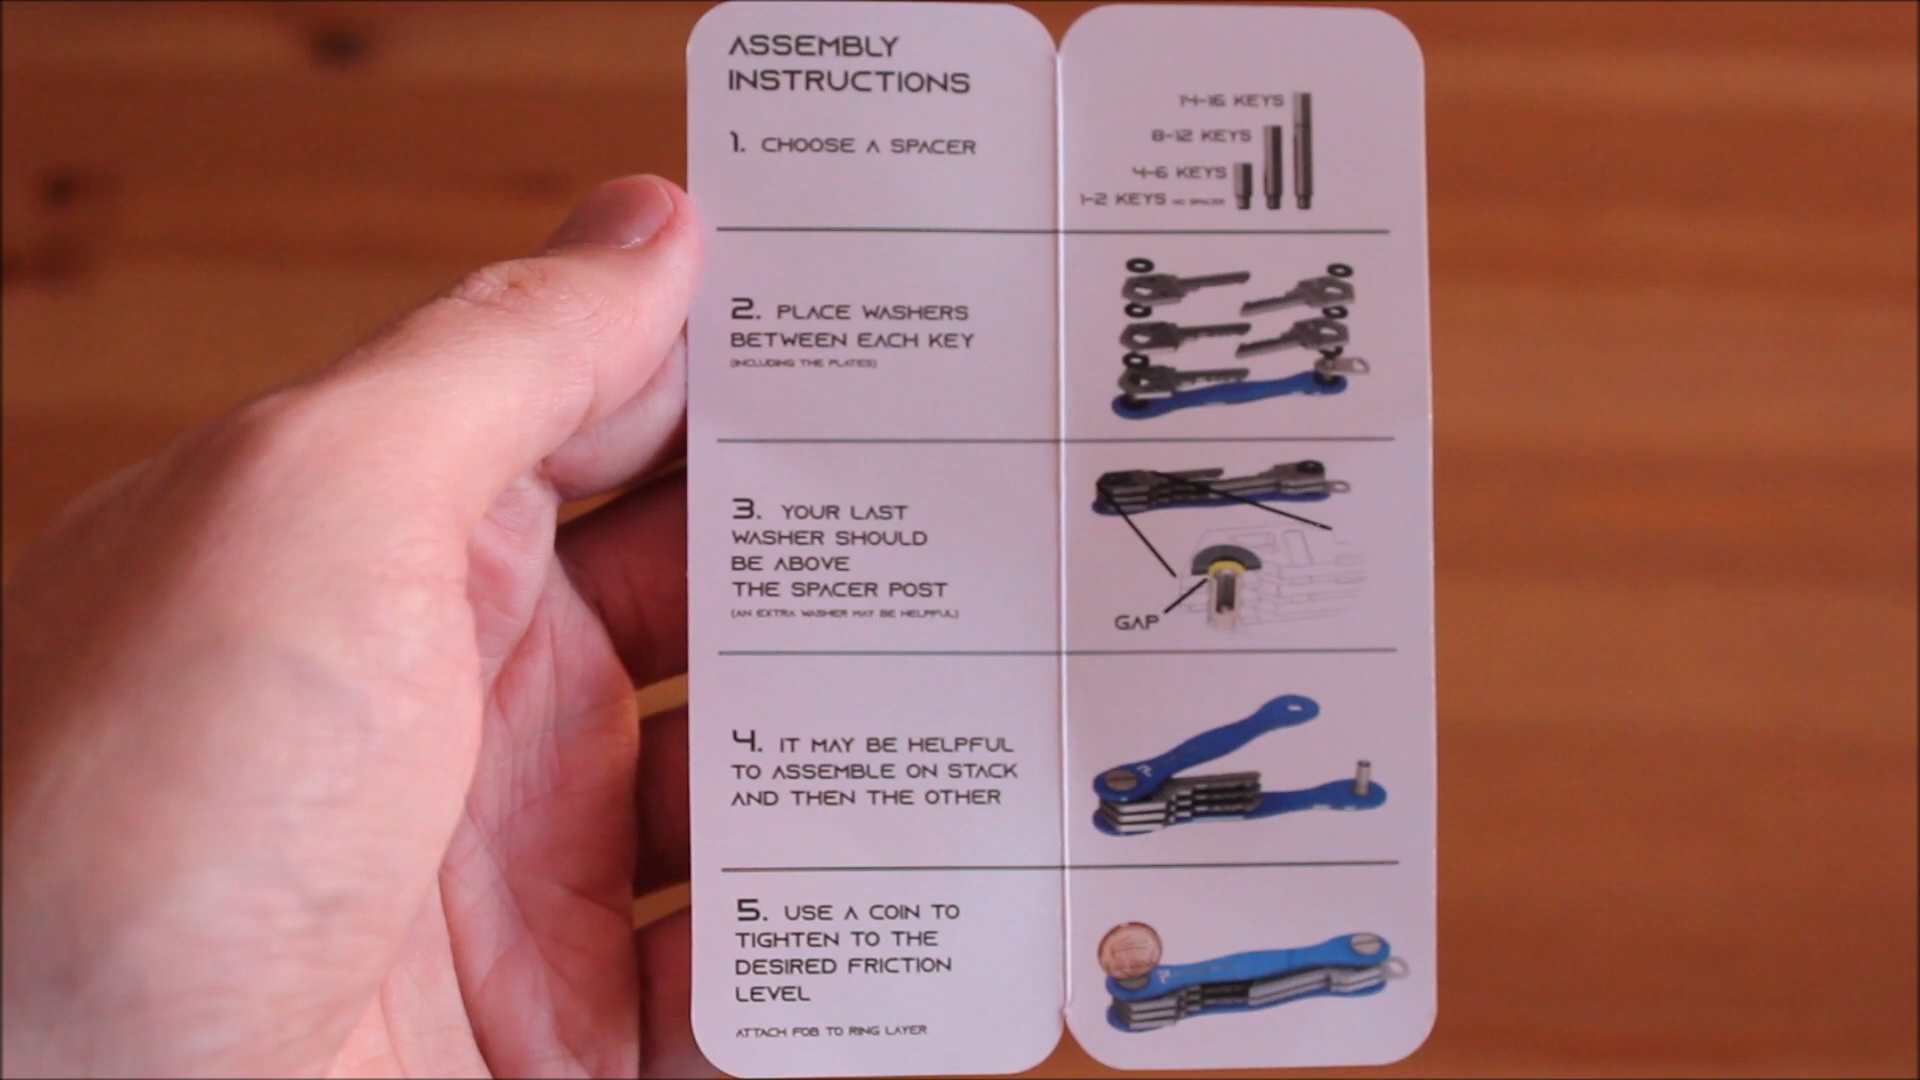 ASSEMBLY
INSTRUCTIONS
1. CHOOSE A SPACER
14-16 KEYS
8-12 KEYS
4-6 KEYS
1-2 KEYS NO SPACER
2. PLACE WASHERS
BETWEEN EACH KEY
(INCLUDING THE PLATES)
3. YOUR LAST
WASHER SHOULD
BE ABOVE
THE SPACER POST
(AN EXTRA WASHER MAY BE HELPFUL)
GAP
4. IT MAY BE HELPFUL
TO ASSEMBLE ON STACK
AND THEN THE OTHER
5. USE A COIN TO
TIGHTEN TO THE
DESIRED FRICTION
LEVEL
ATTACH FOB TO RING LAYER